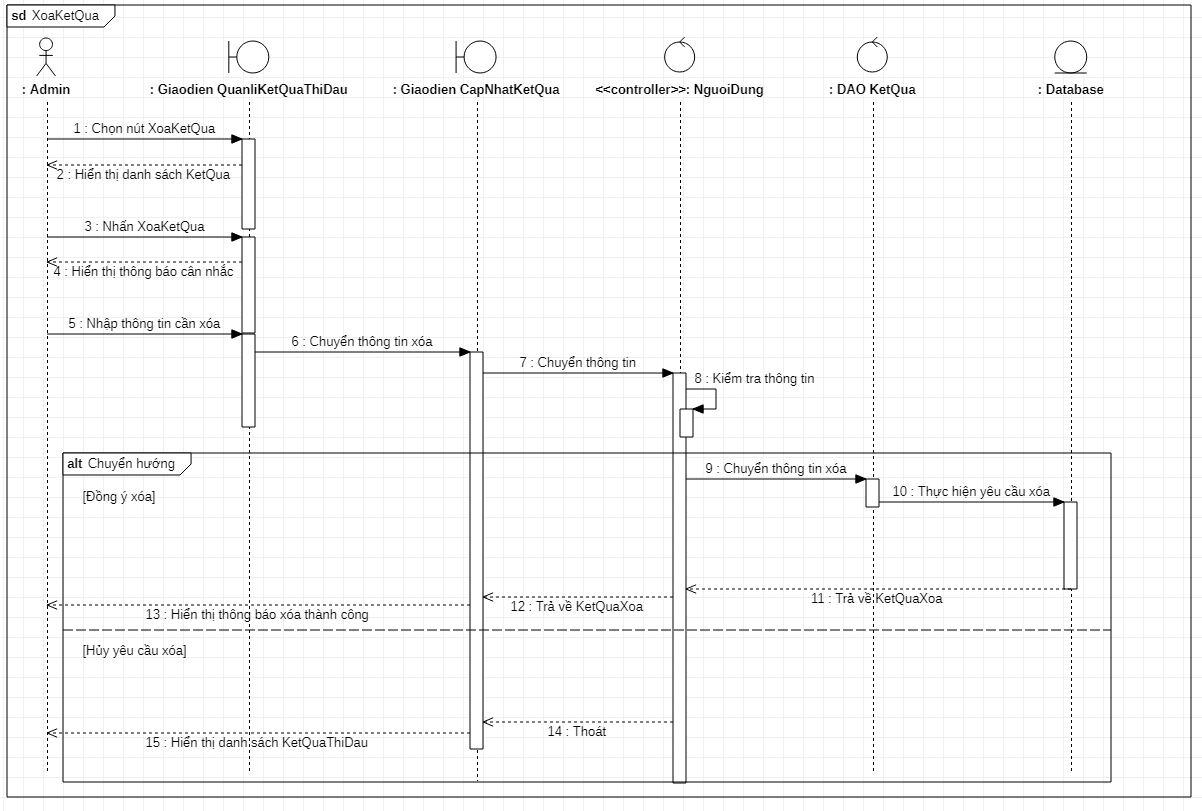 sd XoaKetQua
: Admin
: Giaodien QuanliKetQuaThiDau
: Giaodien CapNhatKetQua
<<controller>>: NguoiDung
: DAO KetQua
: Database
1 : Chọn nút XoaKetQua
2 : Hiển thị danh sách KetQua
3 : Nhấn XoaKetQua
4 : Hiển thị thông báo cân nhắc
5 : Nhập thông tin cần xóa
6 : Chuyển thông tin xóa
7 : Chuyển thông tin
8 : Kiểm tra thông tin
alt Chuyển hướng
[Đồng ý xóa]
9 : Chuyển thông tin xóa
10 : Thực hiện yêu cầu xóa
11 : Trả về KetQuaXoa
12 : Trả về KetQuaXoa
13 : Hiển thị thông báo xóa thành công
[Hủy yêu cầu xóa]
14 : Thoát
15 : Hiển thị danh sách KetQuaThiDau